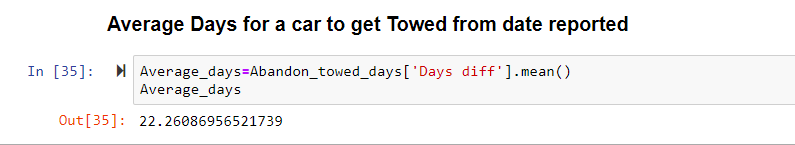 Average Days for a car to get Towed from date reported
In [35]: Average_days=Abandon_towed_days['Days diff'].mean()
Average_days
Out[35]: 22.26086956521739